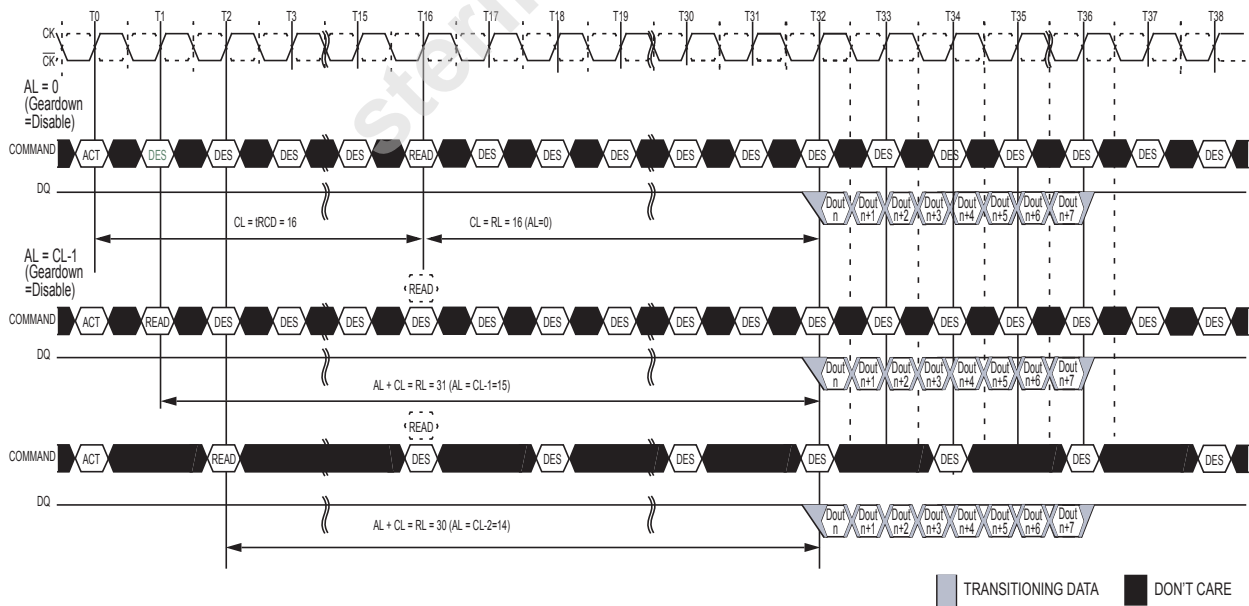 T0 T1 T2 T3 T15 T16 T17 T18 T19 T30 T31 T32 T33 T34 T35 T36 T37 T38
CK
CK
AL = 0
(Geardown
=Disable)
COMMAND ACT DES DES DES DES READ DES DES DES DES DES DES DES DES DES DES DES DES
DQ
Dout n Dout n+1 Dout n+2 Dout n+3 Dout n+4 Dout n+5 Dout n+6 Dout n+7
CL = tRCD = 16 CL = RL = 16 (AL=0)
AL = CL-1
(Geardown
=Disable)
READ
COMMAND ACT READ DES DES DES DES DES DES DES DES DES DES DES DES DES DES DES DES
DQ
Dout n Dout n+1 Dout n+2 Dout n+3 Dout n+4 Dout n+5 Dout n+6 Dout n+7
AL + CL = RL = 31 (AL = CL-1=15)
READ
COMMAND ACT READ DES DES DES DES DES DES DES
DQ
Dout n Dout n+1 Dout n+2 Dout n+3 Dout n+4 Dout n+5 Dout n+6 Dout n+7
AL + CL = RL = 30 (AL = CL-2=14)
TRANSITIONING DATA DON'T CARE